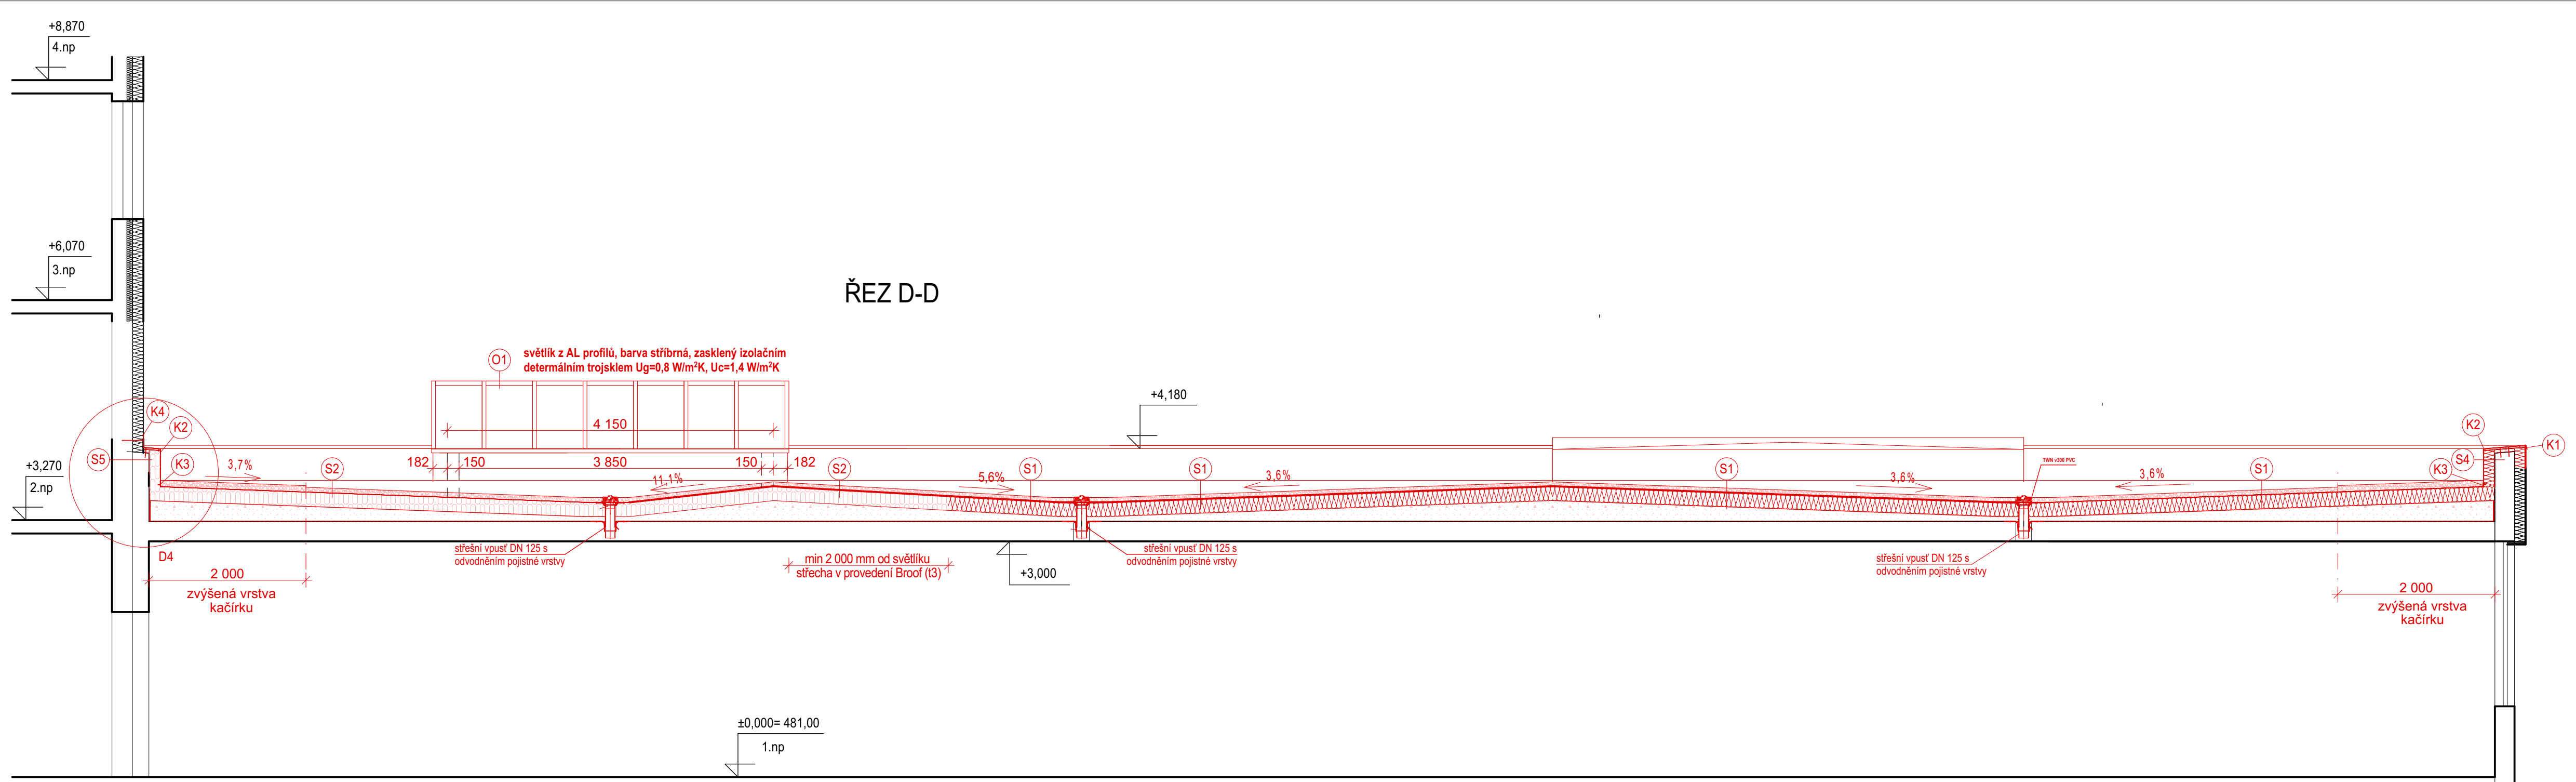 +8,870
4.np
+6,070
3.np
ŘEZ D-D
O1
světlík z AL profilů, barva stříbrná, zasklený izolačním
determálním trojsklem Ug=0,8 W/m²K, Uc=1,4 W/m²K
+4,180
K4
K2
4 150
K2
K1
S5
K3
+3,270
2.np
3,7%
S2
182
150
3 850
150
182
S2
S1
S1
3,6%
S1
TWN v300 PVC
3,6%
S1
K3
S4
11,1%
5,6%
3,6%
D4
střešní vpusť DN 125 s
odvodněním pojistné vrstvy
min 2 000 mm od světlíku
střecha v provedení Broof (t3)
+3,000
střešní vpusť DN 125 s
odvodněním pojistné vrstvy
střešní vpusť DN 125 s
odvodněním pojistné vrstvy
2 000
zvýšená vrstva
kačírku
2 000
zvýšená vrstva
kačírku
±0,000= 481,00
1.np